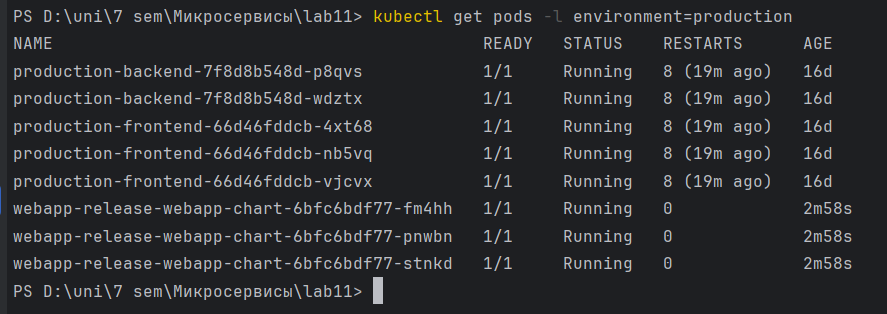 PS D:\uni\7 sem\Микросервисы\lab11> kubectl get pods -l environment=production
NAME READY STATUS RESTARTS AGE
production-backend-7f8d8b548d-p8qvs 1/1 Running 8 (19m ago) 16d
production-backend-7f8d8b548d-wdztx 1/1 Running 8 (19m ago) 16d
production-frontend-66d46fddcb-4xt68 1/1 Running 8 (19m ago) 16d
production-frontend-66d46fddcb-nb5vq 1/1 Running 8 (19m ago) 16d
production-frontend-66d46fddcb-vjcvx 1/1 Running 8 (19m ago) 16d
webapp-release-webapp-chart-6bfc6bdf77-fm4hh 1/1 Running 0 2m58s
webapp-release-webapp-chart-6bfc6bdf77-pnwbn 1/1 Running 0 2m58s
webapp-release-webapp-chart-6bfc6bdf77-stnkd 1/1 Running 0 2m58s
PS D:\uni\7 sem\Микросервисы\lab11>